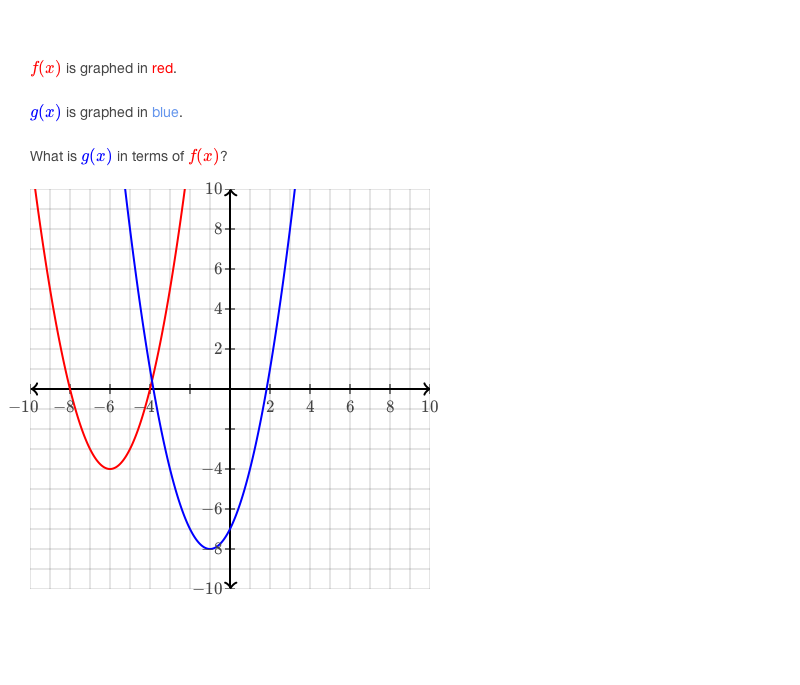 f(x) is graphed in red.
g(x) is graphed in blue.
What is g(x) in terms of f(x)?
10
8
6
4
2
−10 −8 −6 −4 2 4 6 8 10
−4
−6
−8
−10